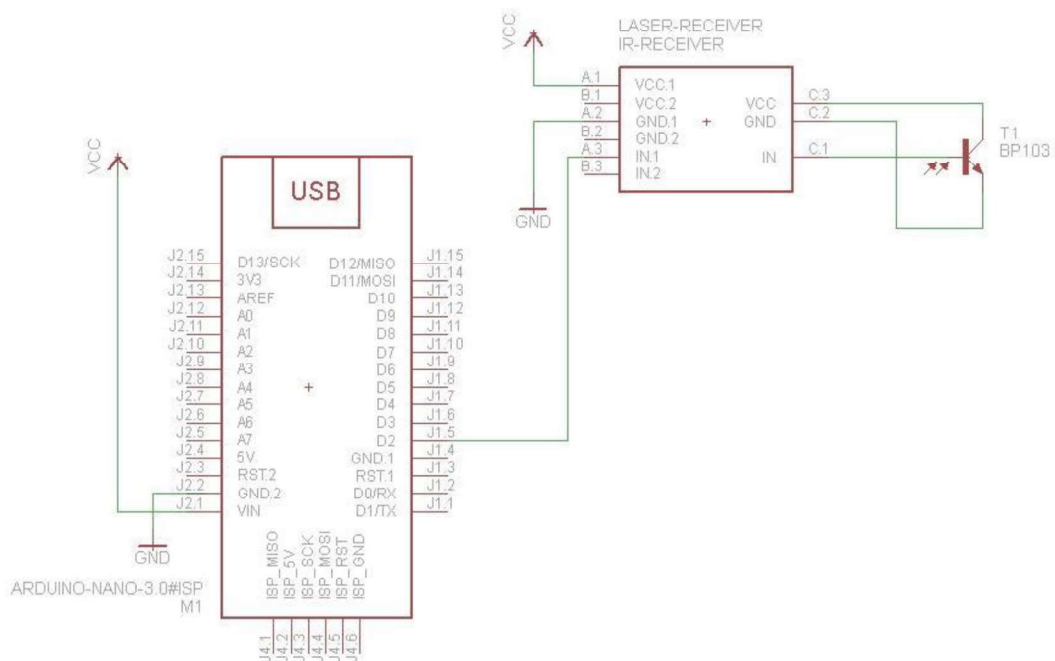 VCC
LASER-RECEIVER
IR-RECEIVER
A.1 VCC.1
B.1 VCC.2 VCC C.3
A.2 GND.1 GND C.2
B.2 GND.2
A.3 IN.1 IN C.1
B.3 IN.2
T1
BP103
GND
VCC
USB
J2.15 D13/SCK D12/MISO J1.15
J2.14 3V3 D11/MOSI J1.14
J2.13 AREF D10 J1.13
J2.12 A0 D9 J1.12
J2.11 A1 D8 J1.11
J2.10 A2 D7 J1.10
J2.9 A3 D6 J1.9
J2.8 A4 D5 J1.8
J2.7 A5 D4 J1.7
J2.6 A6 D3 J1.6
J2.5 A7 D2 J1.5
J2.4 5V GND.1 J1.4
J2.3 RST.2 RST.1 J1.3
J2.2 GND.2 D0/RX J1.2
J2.1 VIN D1/TX J1.1
GND
ISP_MISO
ISP_5V
ISP_SCK
ISP_MOSI
ISP_RST
ISP_GND
ARDUINO-NANO-3.0#ISP
M1
J4.1
J4.2
J4.3
J4.4
J4.5
J4.6